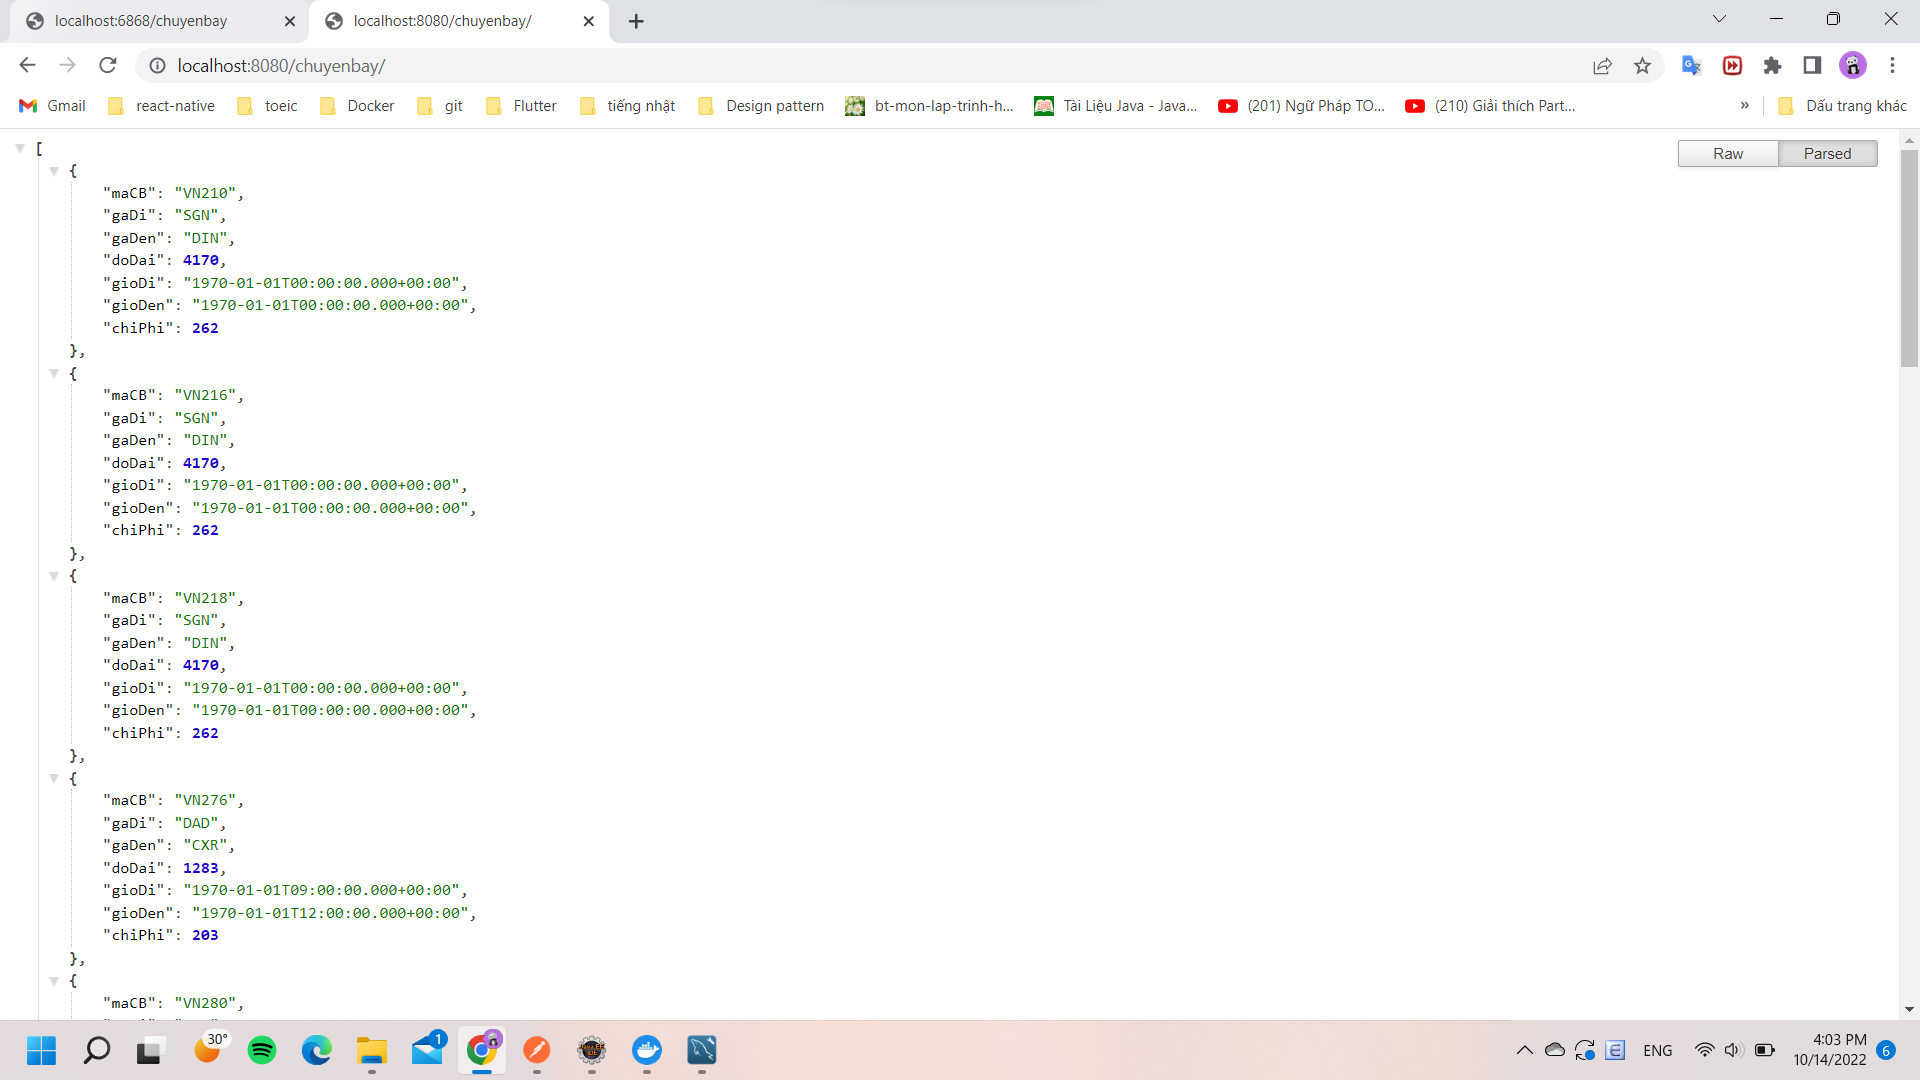 localhost:6868/chuyenbay
localhost:8080/chuyenbay/
localhost:8080/chuyenbay/
Gmail
react-native
toeic
Docker
git
Flutter
tiếng nhật
Design pattern
bt-mon-lap-trinh-h...
Tài Liệu Java - Java...
(201) Ngữ Pháp TO...
(210) Giải thích Part...
»
Dấu trang khác
Raw
Parsed
[
{
"maCB": "VN210",
"gaDi": "SGN",
"gaDen": "DIN",
"doDai": 4170,
"gioDi": "1970-01-01T00:00:00.000+00:00",
"gioDen": "1970-01-01T00:00:00.000+00:00",
"chiPhi": 262
},
{
"maCB": "VN216",
"gaDi": "SGN",
"gaDen": "DIN",
"doDai": 4170,
"gioDi": "1970-01-01T00:00:00.000+00:00",
"gioDen": "1970-01-01T00:00:00.000+00:00",
"chiPhi": 262
},
{
"maCB": "VN218",
"gaDi": "SGN",
"gaDen": "DIN",
"doDai": 4170,
"gioDi": "1970-01-01T00:00:00.000+00:00",
"gioDen": "1970-01-01T00:00:00.000+00:00",
"chiPhi": 262
},
{
"maCB": "VN276",
"gaDi": "DAD",
"gaDen": "CXR",
"doDai": 1283,
"gioDi": "1970-01-01T09:00:00.000+00:00",
"gioDen": "1970-01-01T12:00:00.000+00:00",
"chiPhi": 203
},
{
"maCB": "VN280",
30°
1
ENG
4:03 PM
10/14/2022
6